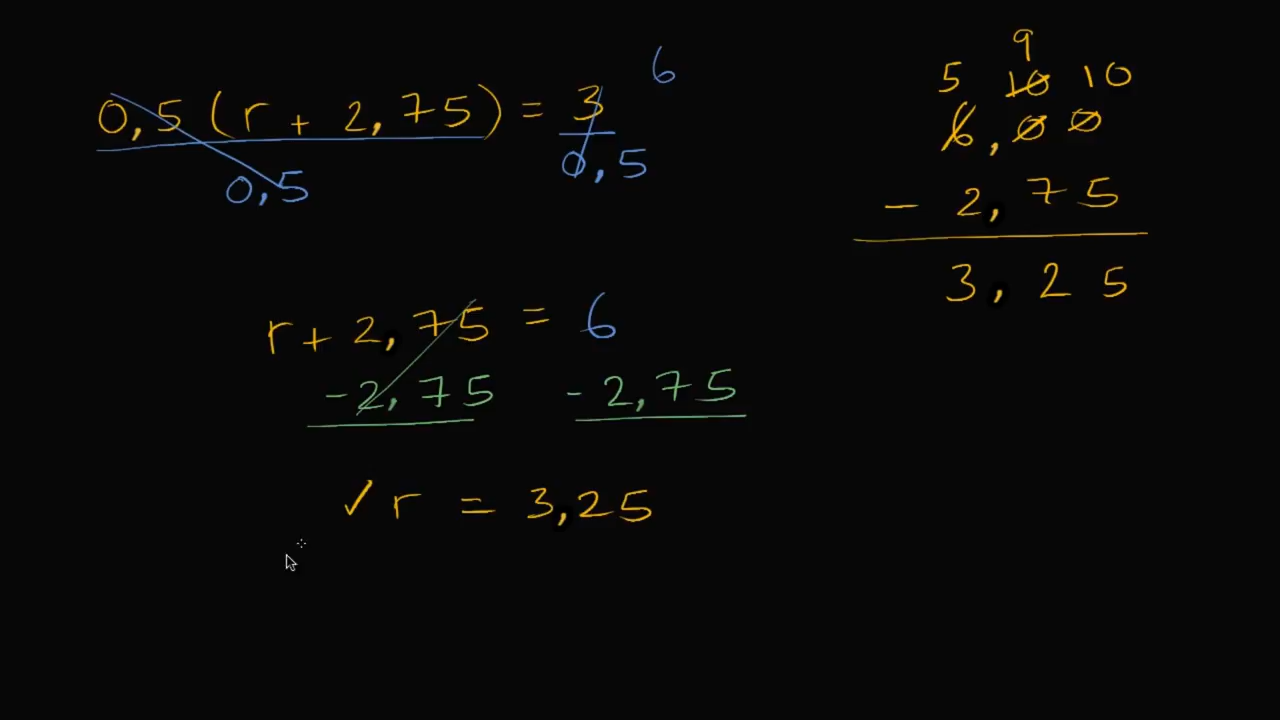 0,5 (r + 2,75) = 3 6
0,5 0,5
r + 2,75 = 6
-2,75 -2,75
✓ r = 3,25
9
5 10 10
6,00
- 2,75
3,25